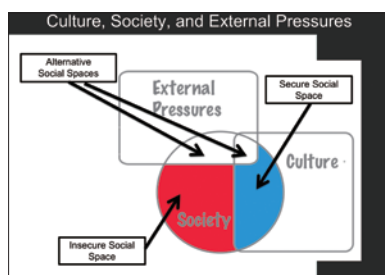 Culture, Society, and External Pressures
Alternative
Social Spaces
External
Pressures
Secure Social
Space
Culture
Society
Insecure Social
Space